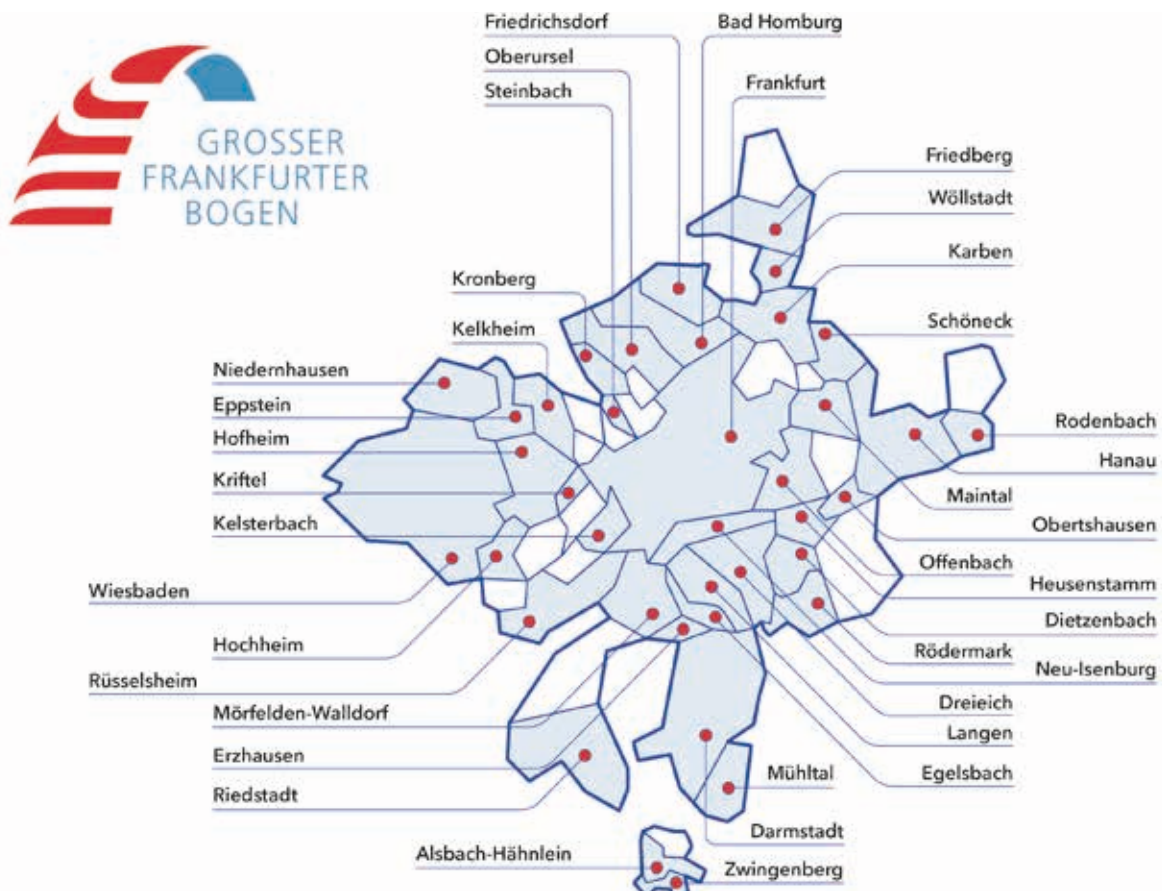 GROSSER
FRANKFURTER
BOGEN
Friedrichsdorf
Oberursel
Steinbach
Bad Homburg
Frankfurt
Friedberg
Wöllstadt
Karben
Schöneck
Kronberg
Kelkheim
Niedernhausen
Eppstein
Hofheim
Kriftel
Kelsterbach
Wiesbaden
Hochheim
Rüsselsheim
Mörfelden-Walldorf
Erzhausen
Riedstadt
Rodenbach
Hanau
Maintal
Obertshausen
Offenbach
Heusenstamm
Dietzenbach
Rödermark
Neu-Isenburg
Dreieich
Langen
Egelsbach
Mühltal
Darmstadt
Alsbach-Hähnlein
Zwingenberg